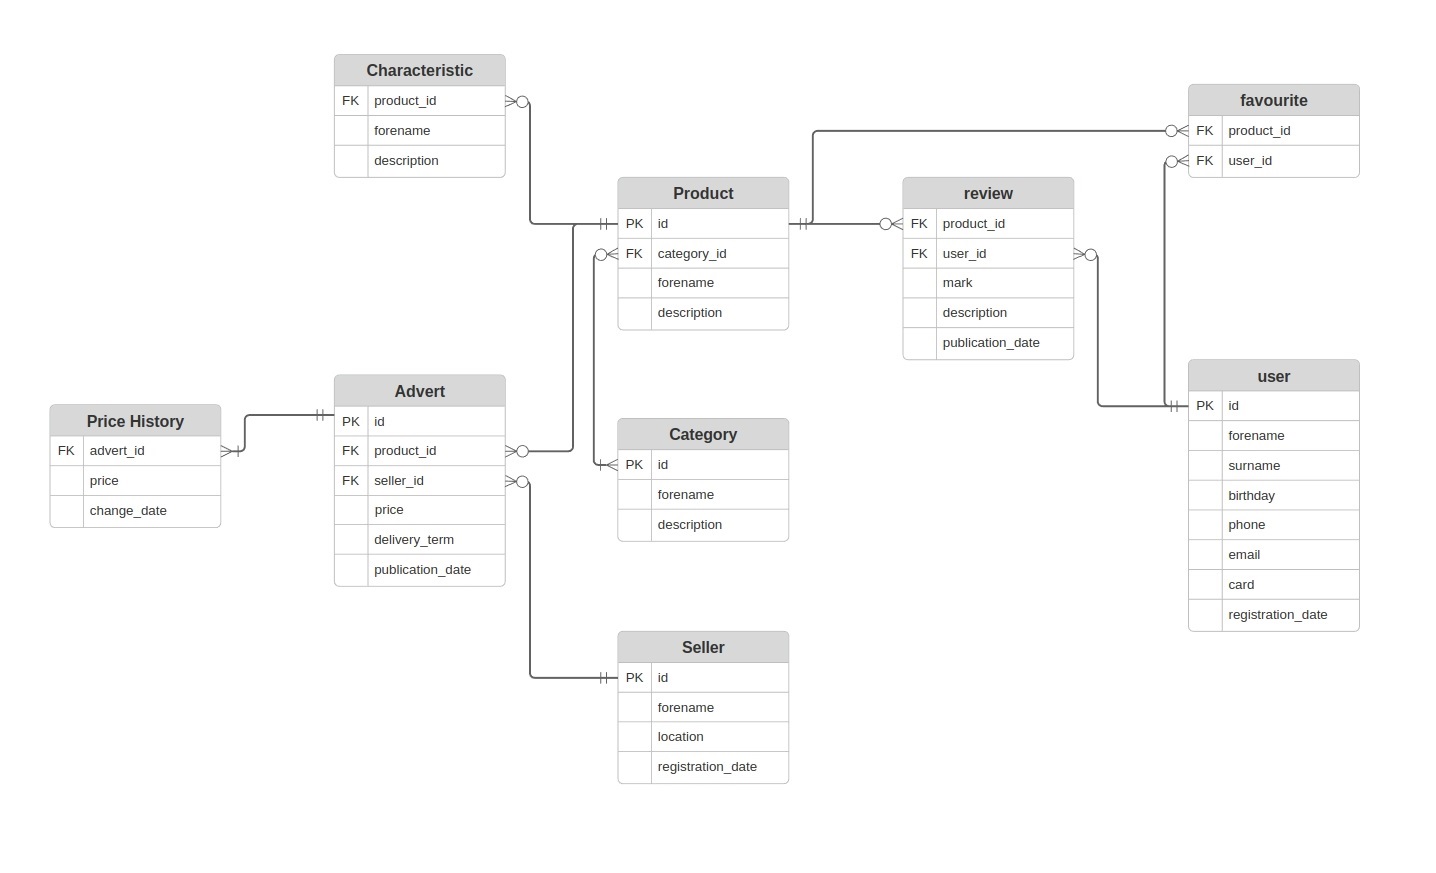 Characteristic
FK product_id
forename
description
favourite
FK product_id
FK user_id
Product
PK id
FK category_id
forename
description
review
FK product_id
FK user_id
mark
description
publication_date
Price History
FK advert_id
price
change_date
Advert
PK id
FK product_id
FK seller_id
price
delivery_term
publication_date
Category
PK id
forename
description
user
PK id
forename
surname
birthday
phone
email
card
registration_date
Seller
PK id
forename
location
registration_date